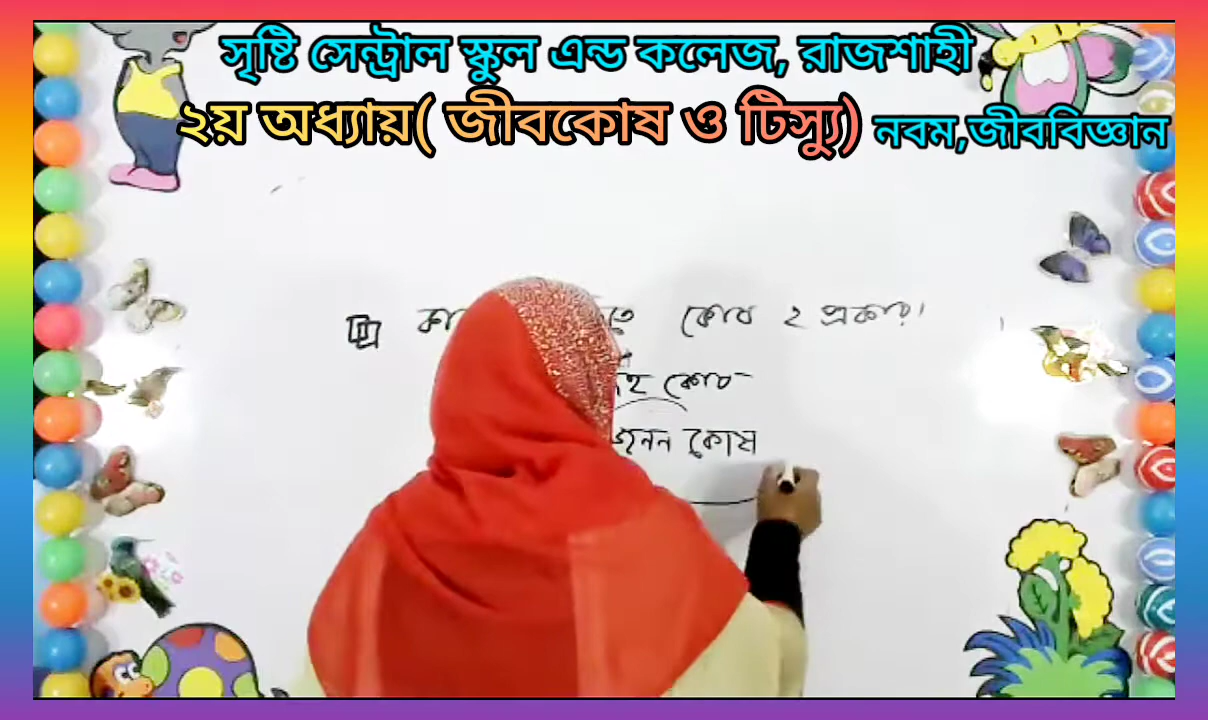 সৃষ্টি সেন্ট্রাল স্কুল এন্ড কলেজ, রাজশাহী
২য় অধ্যায়( জীবকোষ ও টিস্যু) নবম,জীববিজ্ঞান
কোষ ২ প্রকার।
কোষ
জনন কোষ